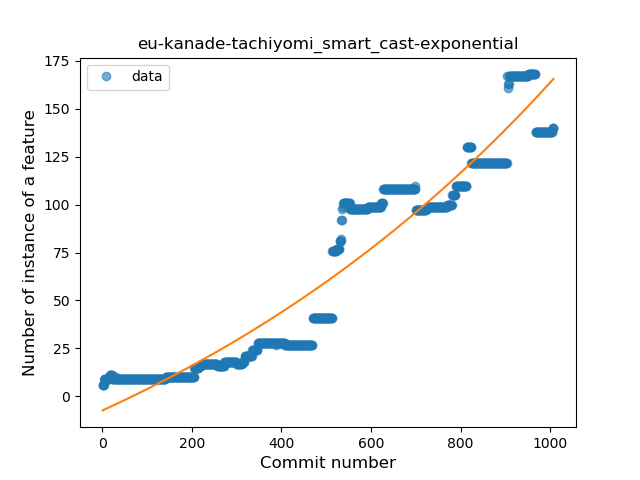 eu-kanade-tachiyomi_smart_cast-exponential
data
Number of instance of a feature
175
150
125
100
75
50
25
0
0 200 400 600 800 1000
Commit number